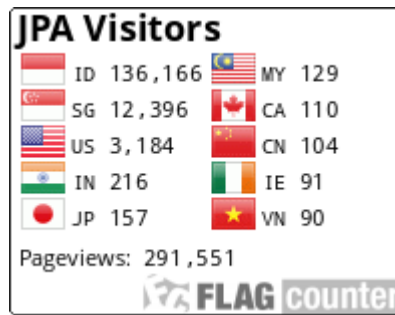 JPA Visitors
ID 136,166 MY 129
SG 12,396 CA 110
US 3,184 CN 104
IN 216 IE 91
JP 157 VN 90
Pageviews: 291,551
FC FLAG counter